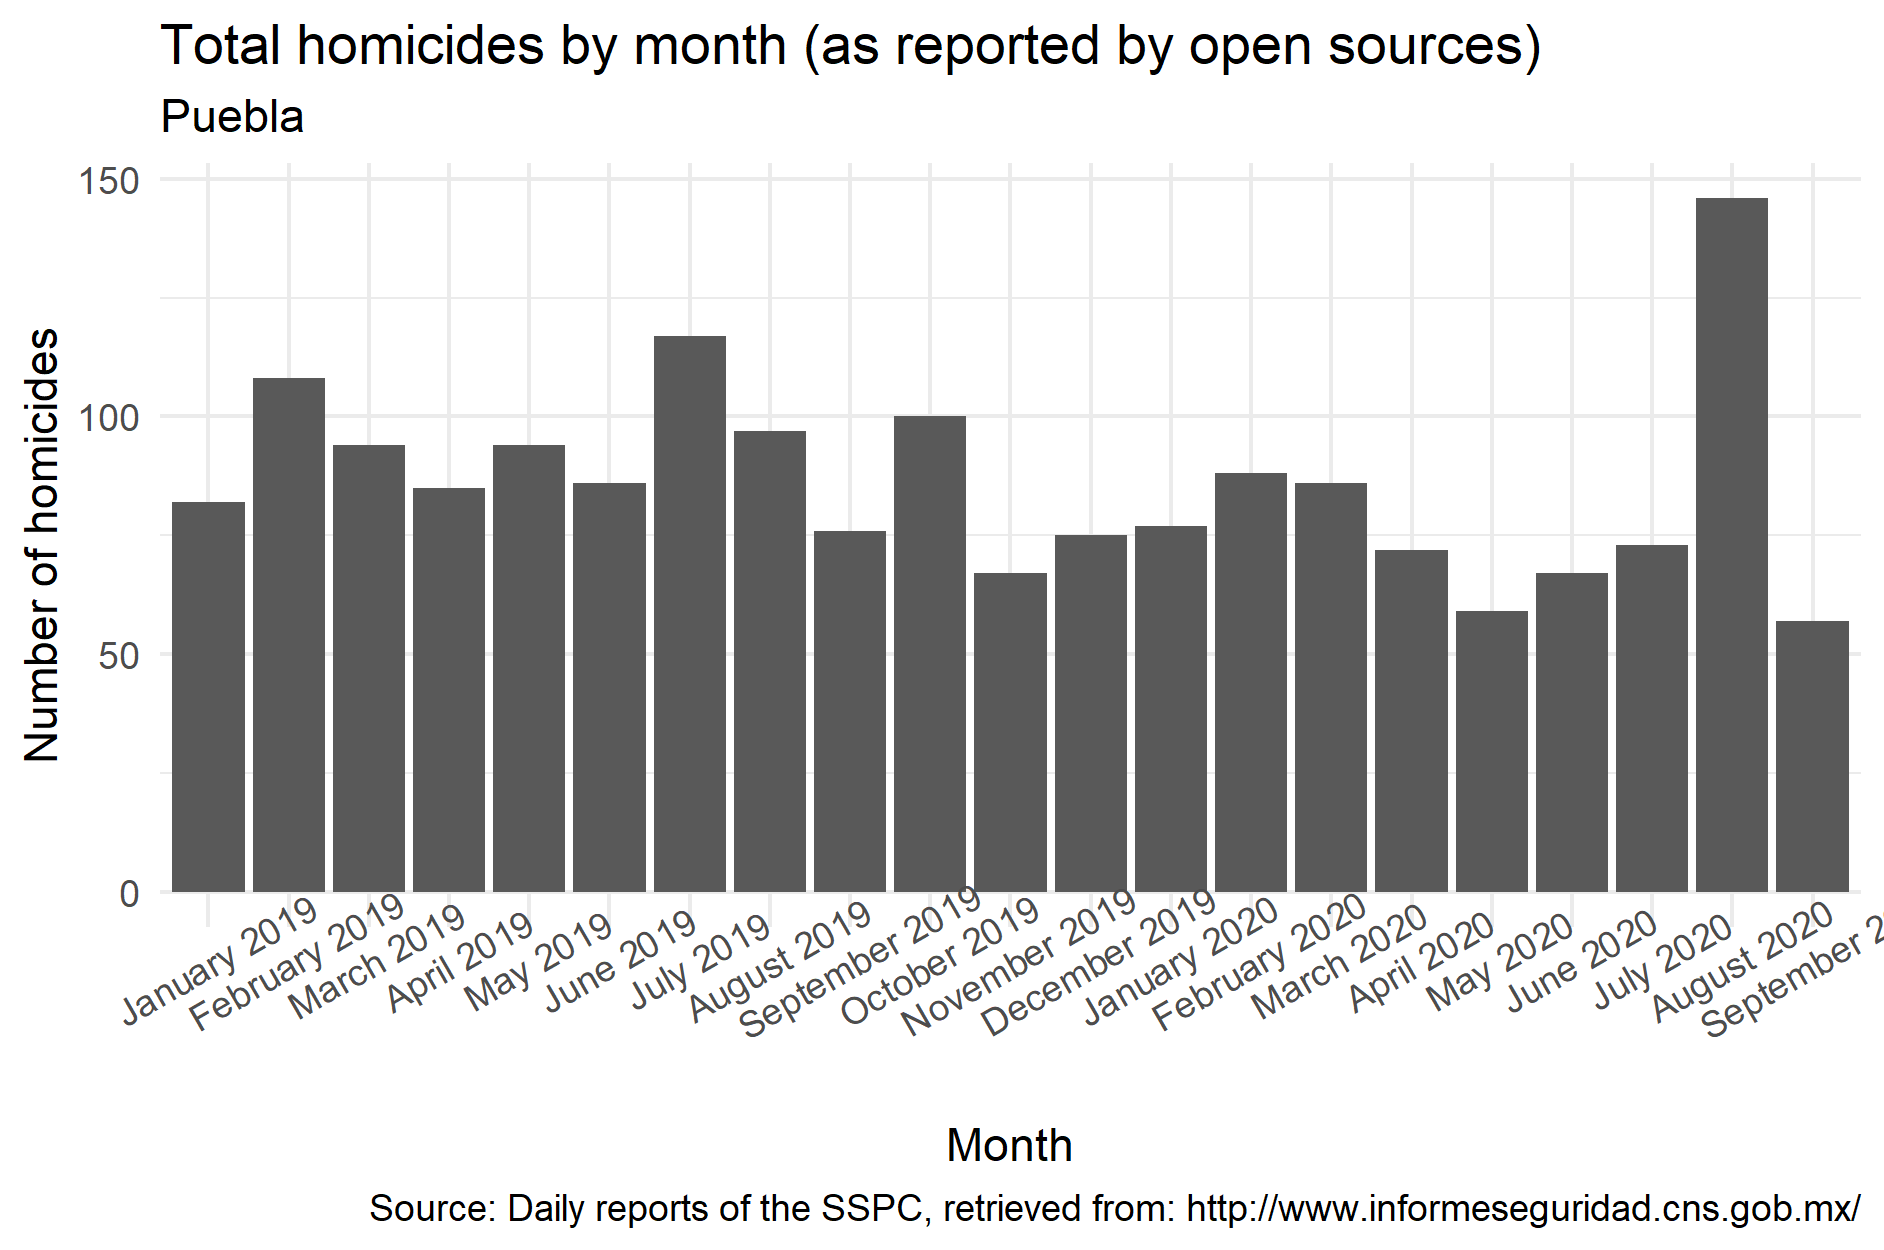 Total homicides by month (as reported by open sources)
Puebla
150
100
50
0
Number of homicides
January 2019
February 2019
March 2019
April 2019
May 2019
June 2019
July 2019
August 2019
September 2019
October 2019
November 2019
December 2019
January 2020
February 2020
March 2020
April 2020
May 2020
June 2020
July 2020
August 2020
September 2
Month
Source: Daily reports of the SSPC, retrieved from: http://www.informeseguridad.cns.gob.mx/